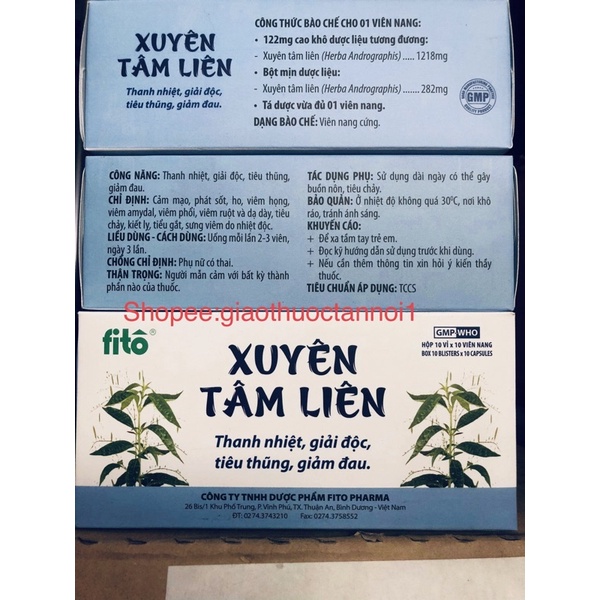 XUYÊN
TÂM LIÊN
Thanh nhiệt, giải độc,
tiêu thũng, giảm đau.
CÔNG THỨC BÀO CHẾ CHO 01 VIÊN NANG:
• 122mg cao khô dược liệu tương đương:
- Xuyên tâm liên (Herba Andrographis) ..... 1218mg
• Bột mịn dược liệu:
- Xuyên tâm liên (Herba Andrographis) ....... 282mg
• Tá dược vừa đủ 01 viên nang.
DẠNG BÀO CHẾ: Viên nang cứng.
GMP
CÔNG NĂNG: Thanh nhiệt, giải độc, tiêu thũng,
giảm đau.
CHỈ ĐỊNH: Cảm mạo, phát sốt, ho, viêm họng,
viêm amydal, viêm phổi, viêm ruột và dạ dày, tiêu
chảy, kiết lỵ, tiểu gắt, sưng viêm do nhiệt độc.
LIỀU DÙNG - CÁCH DÙNG: Uống mỗi lần 2-3 viên,
ngày 3 lần.
CHỐNG CHỈ ĐỊNH: Phụ nữ có thai.
THẬN TRỌNG: Người mẫn cảm với bất kỳ thành
phần nào của thuốc.
TÁC DỤNG PHỤ: Sử dụng dài ngày có thể gây
buồn nôn, tiêu chảy.
BẢO QUẢN: Ở nhiệt độ không quá 30⁰C, nơi khô
ráo, tránh ánh sáng.
KHUYẾN CÁO:
+ Để xa tầm tay trẻ em.
+ Đọc kỹ hướng dẫn sử dụng trước khi dùng.
+ Nếu cần thêm thông tin xin hỏi ý kiến thầy
thuốc.
TIÊU CHUẨN ÁP DỤNG: TCCS
Shopee:giaothuoctannoi1
fitô®
GMP-WHO
HỘP 10 VỈ x 10 VIÊN NANG
BOX 10 BLISTERS x 10 CAPSULES
XUYÊN
TÂM LIÊN
Thanh nhiệt, giải độc,
tiêu thũng, giảm đau.
CÔNG TY TNHH DƯỢC PHẨM FITO PHARMA
26 Bis/1 Khu Phố Trung, P. Vĩnh Phú, TX. Thuận An, Bình Dương - Việt Nam
ĐT: 0274.3743210 Fax: 0274.3758552